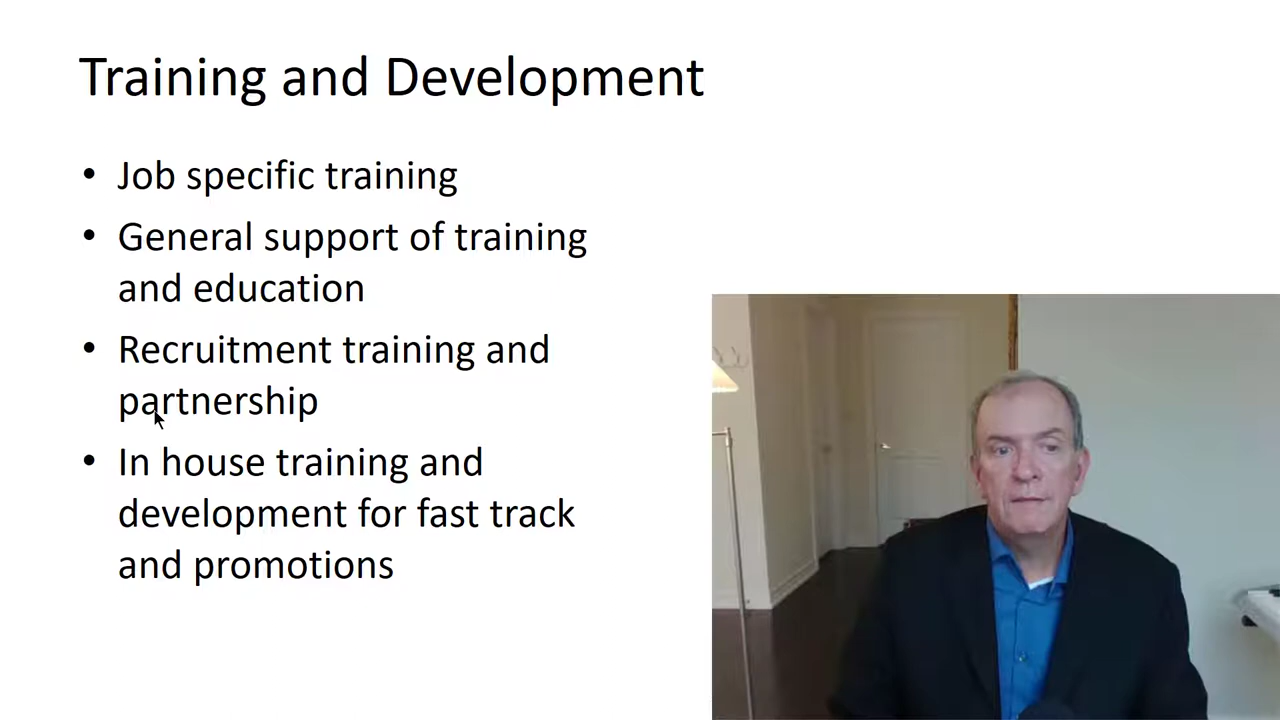 Training and Development
• Job specific training
• General support of training
and education
• Recruitment training and
partnership
• In house training and
development for fast track
and promotions